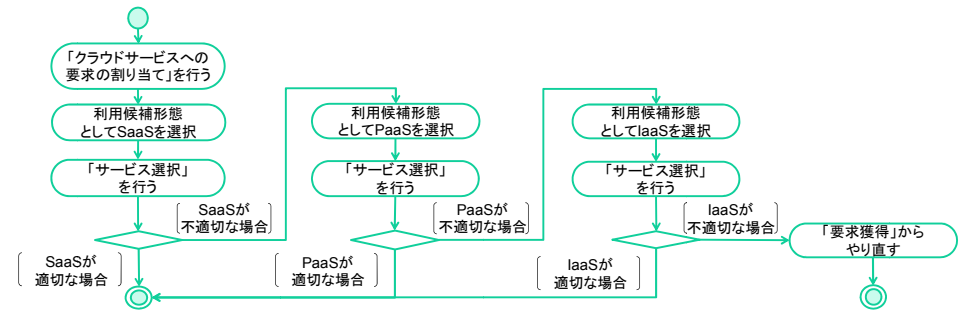 「クラウドサービスへの
要求の割り当て」を行う
利用候補形態
としてSaaSを選択
「サービス選択」
を行う
SaaSが
不適切な場合
SaaSが
適切な場合
利用候補形態
としてPaaSを選択
「サービス選択」
を行う
PaaSが
不適切な場合
PaaSが
適切な場合
利用候補形態
としてIaaSを選択
「サービス選択」
を行う
IaaSが
不適切な場合
IaaSが
適切な場合
「要求獲得」から
やり直す